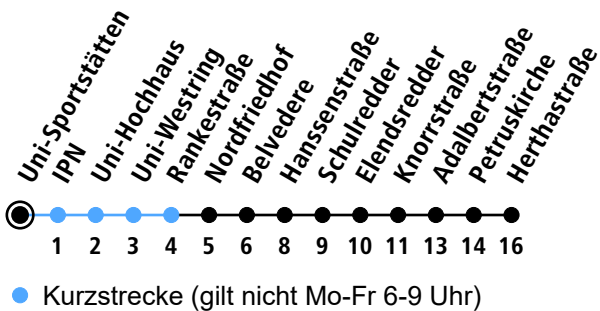 Uni-Sportstätten
IPN
Uni-Hochhaus
Uni-Westring
Rankestraße
Nordfriedhof
Belvedere
Hanssenstraße
Schulredder
Elendsredder
Knorrstraße
Adalbertstraße
Petruskirche
Herthastraße
1 2 3 4 5 6 8 9 10 11 13 14 16
Kurzstrecke (gilt nicht Mo-Fr 6-9 Uhr)